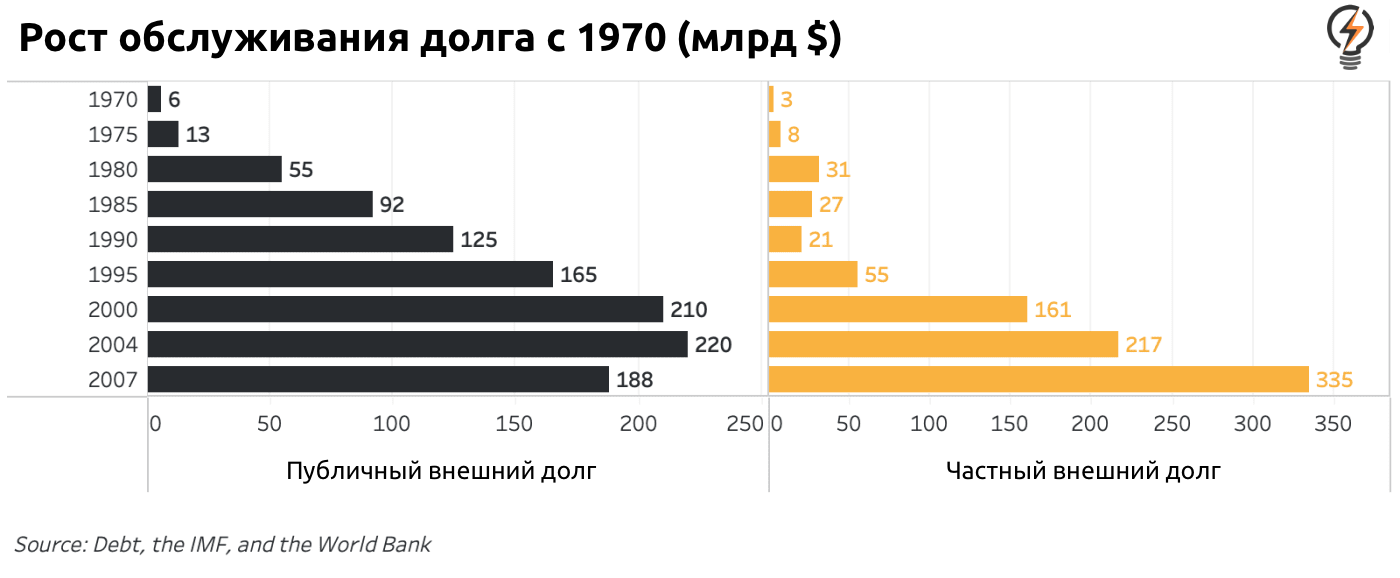 Рост обслуживания долга с 1970 (млрд $)
1970 6 3
1975 13 8
1980 55 31
1985 92 27
1990 125 21
1995 165 55
2000 210 161
2004 220 217
2007 188 335
0 50 100 150 200 250 0 50 100 150 200 250 300 350
Публичный внешний долг Частный внешний долг
Source: Debt, the IMF, and the World Bank